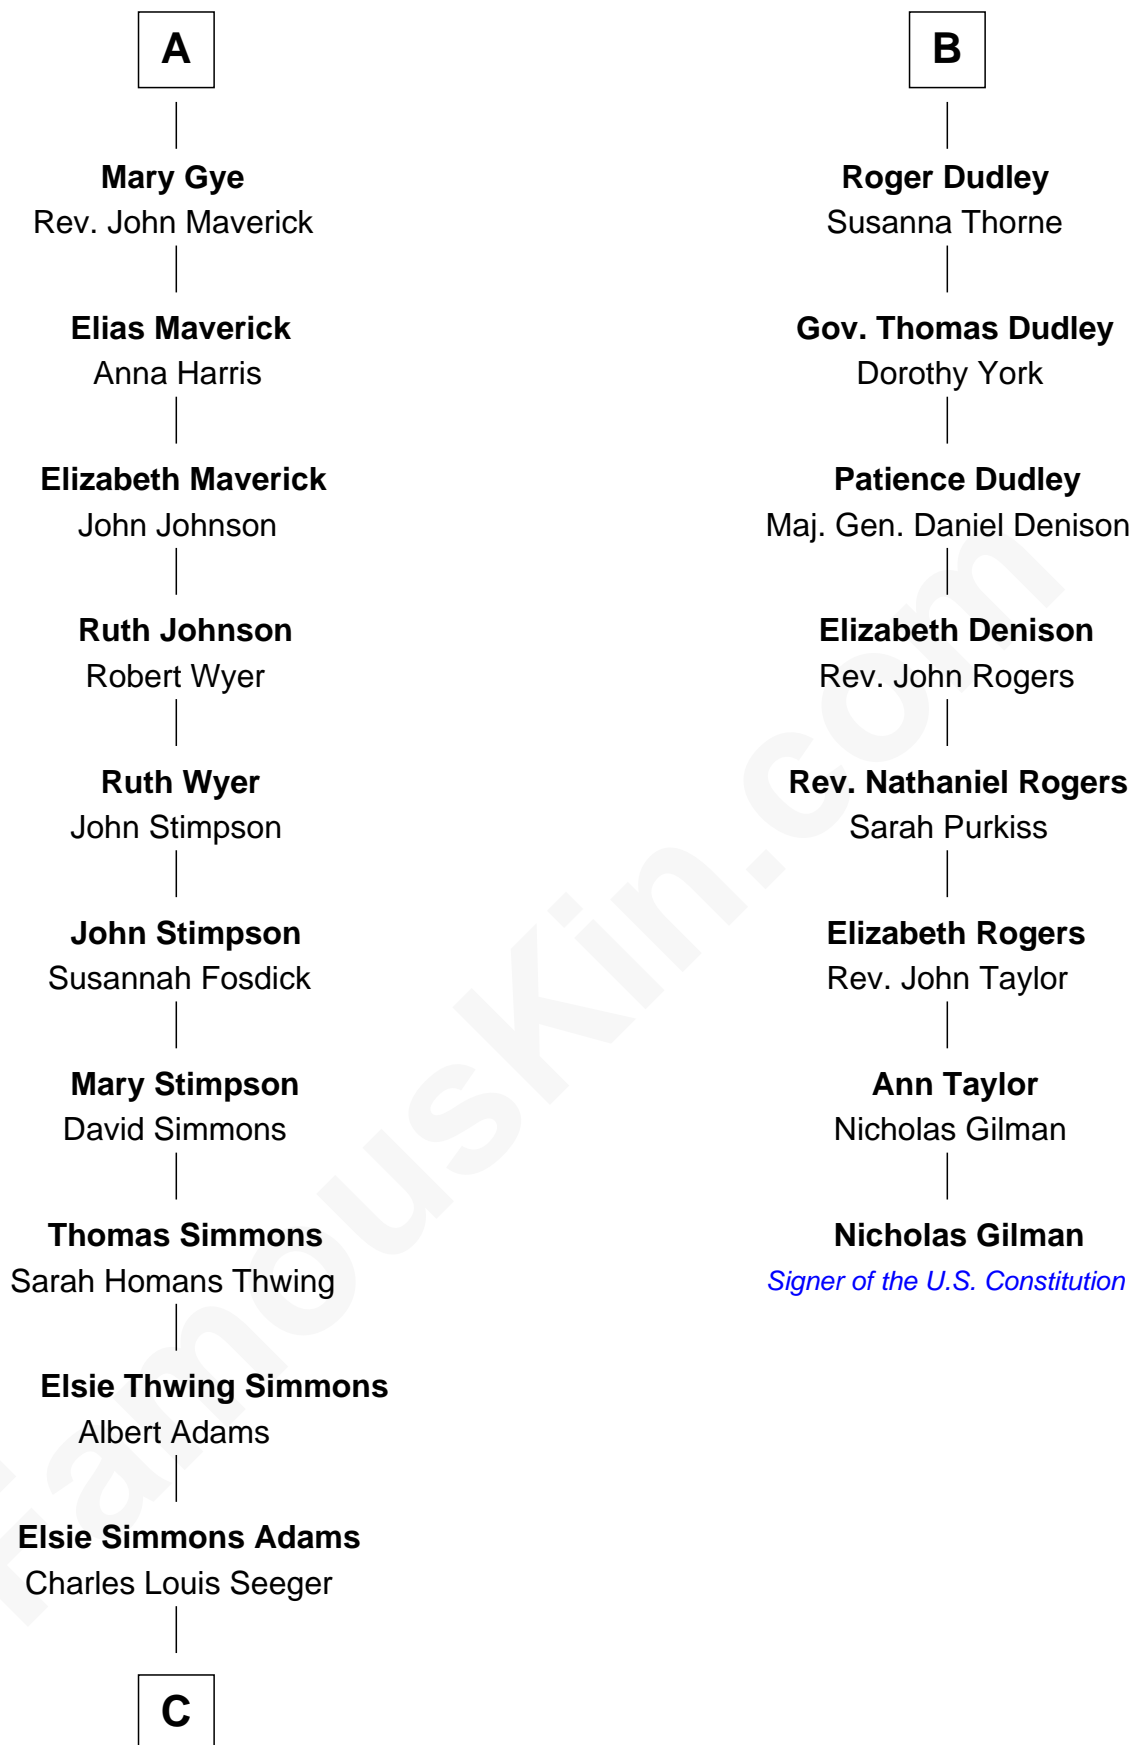 A
Mary Gye
Rev. John Maverick
Elias Maverick
Anna Harris
Elizabeth Maverick
John Johnson
Ruth Johnson
Robert Wyer
Ruth Wyer
John Stimpson
John Stimpson
Susannah Fosdick
Mary Stimpson
David Simmons
Thomas Simmons
Sarah Homans Thwing
Elsie Thwing Simmons
Albert Adams
Elsie Simmons Adams
Charles Louis Seeger
C
B
Roger Dudley
Susanna Thorne
Gov. Thomas Dudley
Dorothy York
Patience Dudley
Maj. Gen. Daniel Denison
Elizabeth Denison
Rev. John Rogers
Rev. Nathaniel Rogers
Sarah Purkiss
Elizabeth Rogers
Rev. John Taylor
Ann Taylor
Nicholas Gilman
Nicholas Gilman
Signer of the U.S. Constitution
FamousKin.com